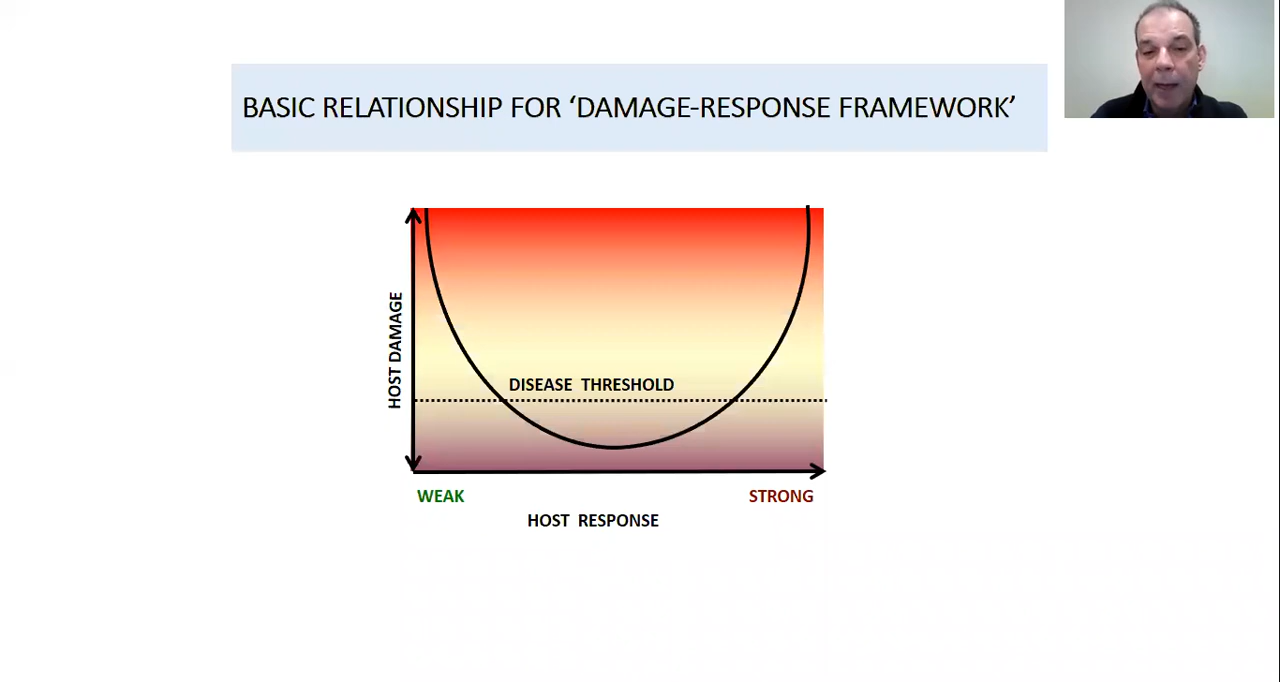 BASIC RELATIONSHIP FOR ‘DAMAGE-RESPONSE FRAMEWORK’
HOST DAMAGE
DISEASE THRESHOLD
WEAK
STRONG
HOST RESPONSE